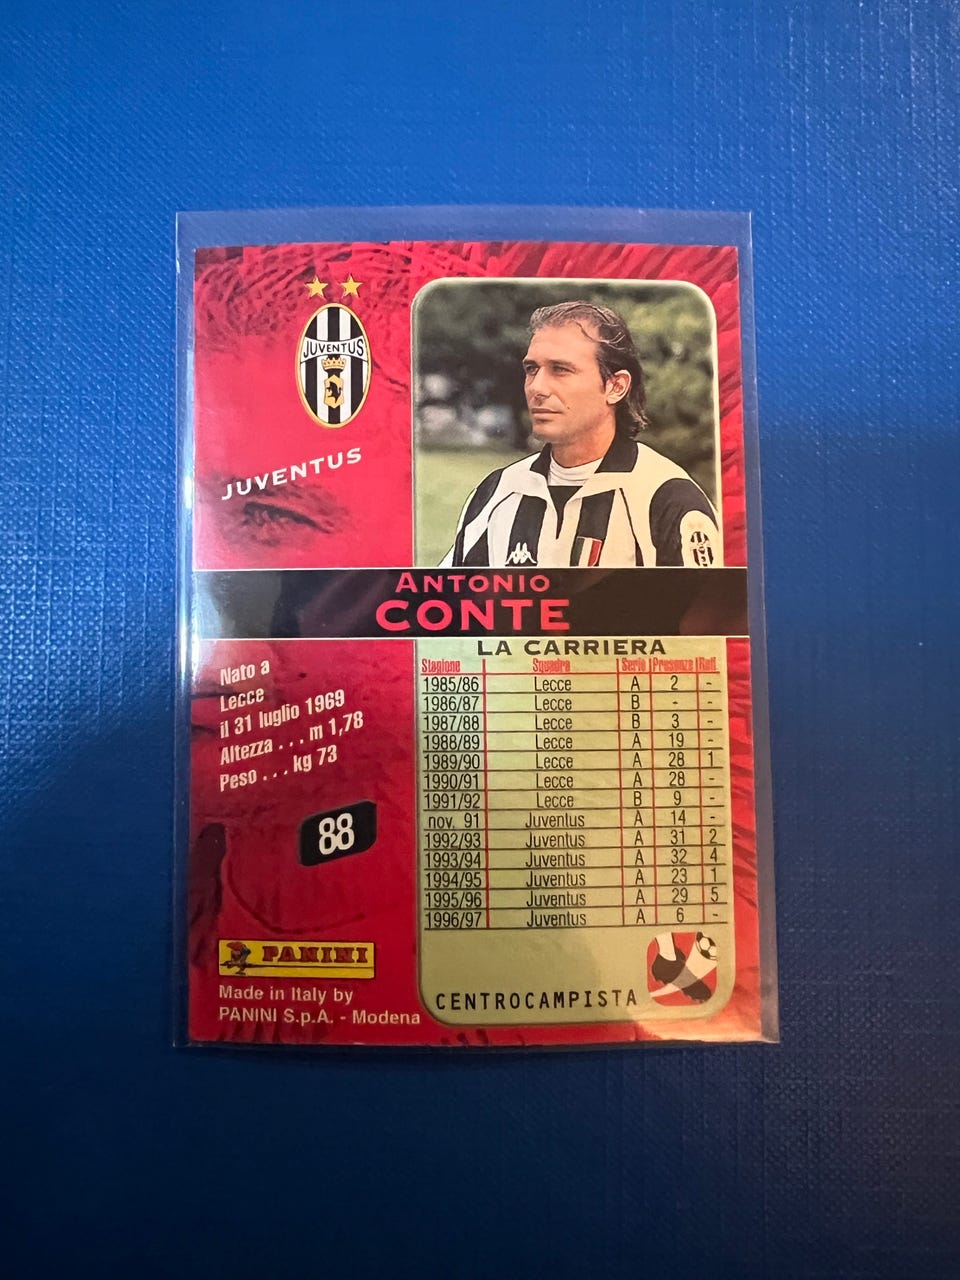 JUVENTUS
JUVENTUS
ANTONIO
CONTE
Nato a
Lecce
il 31 luglio 1969
Altezza . . . m 1,78
Peso . . . kg 73
88
PANINI
Made in Italy by
PANINI S.p.A. - Modena
LA CARRIERA
Stagione Squadra Serie Presenze Reti
1985/86 Lecce A 2 -
1986/87 Lecce B - -
1987/88 Lecce B 3 -
1988/89 Lecce A 19 -
1989/90 Lecce A 28 1
1990/91 Lecce A 28 -
1991/92 Lecce B 9 -
nov. 91 Juventus A 14 -
1992/93 Juventus A 31 2
1993/94 Juventus A 32 4
1994/95 Juventus A 23 1
1995/96 Juventus A 29 5
1996/97 Juventus A 6 -
CENTROCAMPISTA